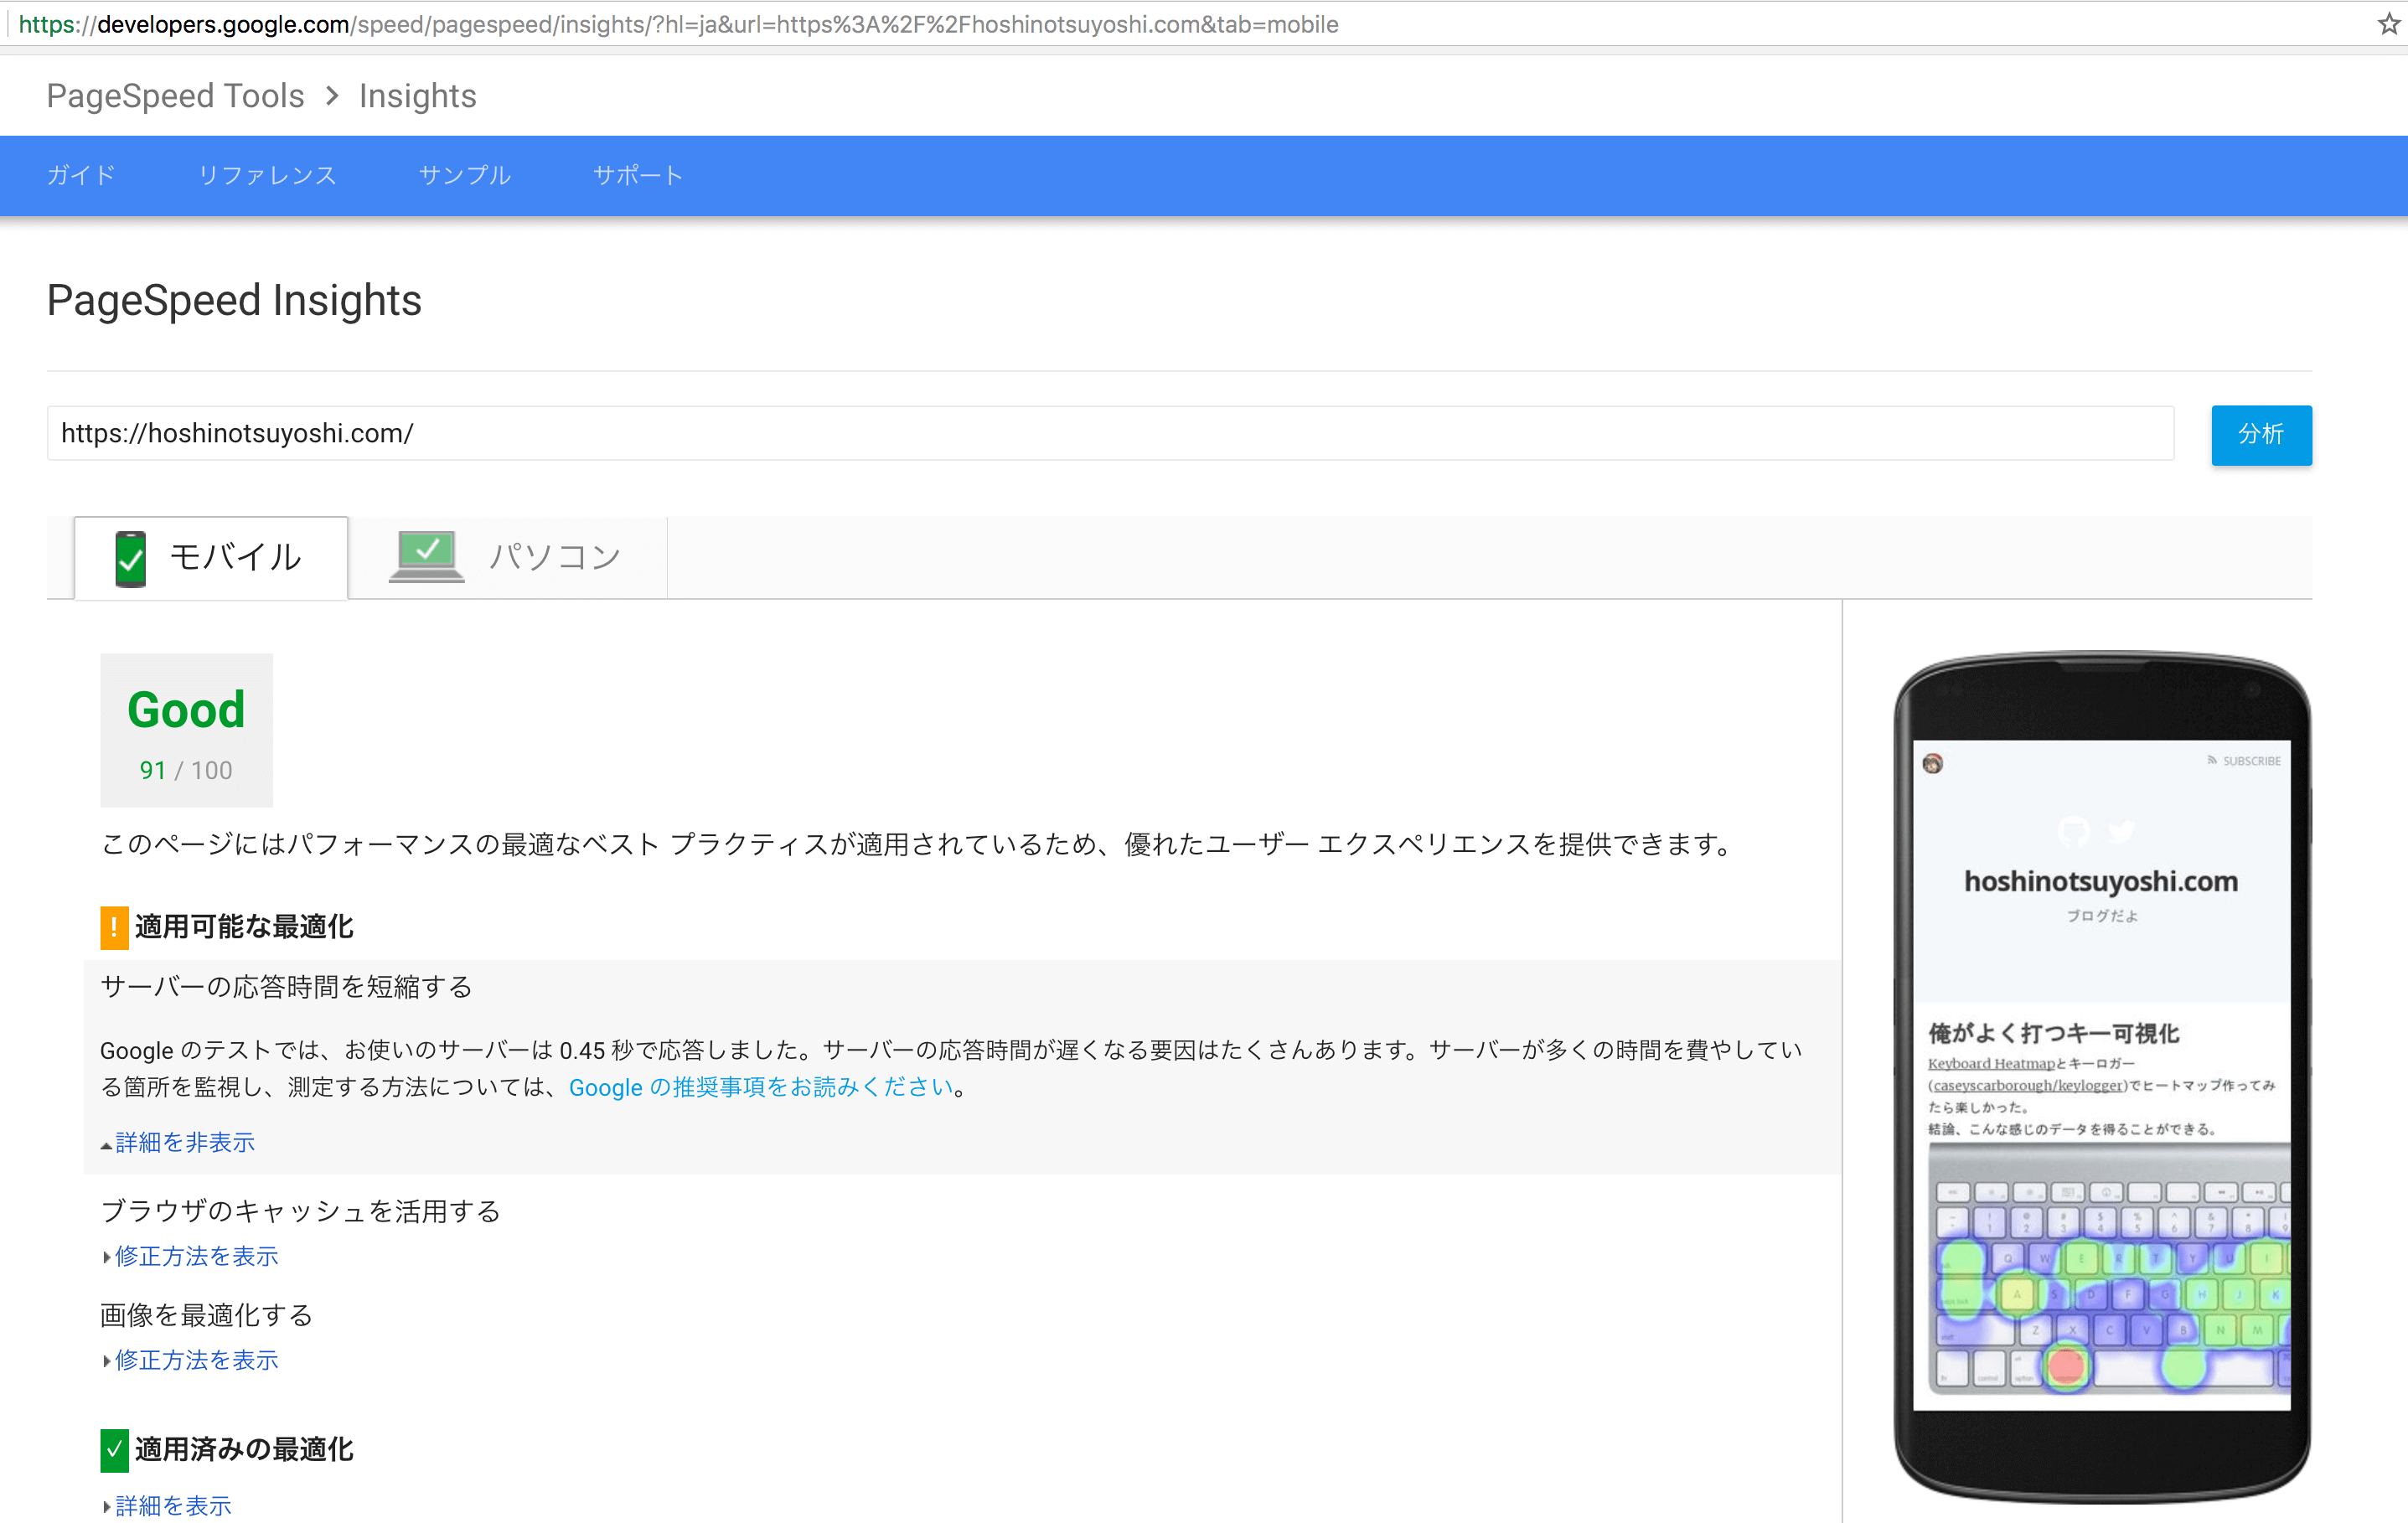 https://developers.google.com/speed/pagespeed/insights/?hl=ja&url=https%3A%2F%2Fhoshinotsuyoshi.com&tab=mobile
PageSpeed Tools > Insights
ガイド リファレンス サンプル サポート
PageSpeed Insights
https://hoshinotsuyoshi.com/
分析
モバイル パソコン
Good
91 / 100
このページにはパフォーマンスの最適なベスト プラクティスが適用されているため、優れたユーザー エクスペリエンスを提供できます。
! 適用可能な最適化
サーバーの応答時間を短縮する
Google のテストでは、お使いのサーバーは 0.45 秒で応答しました。サーバーの応答時間が遅くなる要因はたくさんあります。サーバーが多くの時間を費やしてい
る箇所を監視し、測定する方法については、Google の推奨事項をお読みください。
詳細を非表示
ブラウザのキャッシュを活用する
修正方法を表示
画像を最適化する
修正方法を表示
適用済みの最適化
詳細を表示
SUBSCRIBE
hoshinotsuyoshi.com
ブログだよ
俺がよく打つキー可視化
Keyboard Heatmapとキーロガー
(caseyscarborough/keylogger)でヒートマップ作ってみ
たら楽しかった。
結論、こんな感じのデータを得ることができる。
1 2 3 4 5 6 7 8 9
Q W E R T Y U I
A S D F G H J K
Z X C V B N M